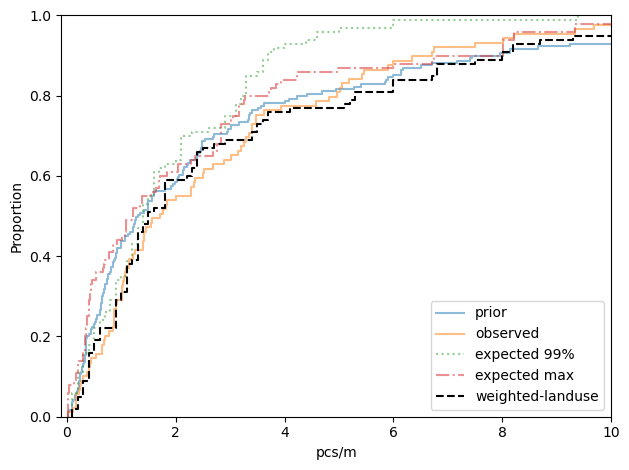 1.0
0.8
0.6
0.4
0.2
0.0
Proportion
0
2
4
6
8
10
pcs/m
prior
observed
expected 99%
expected max
weighted-landuse